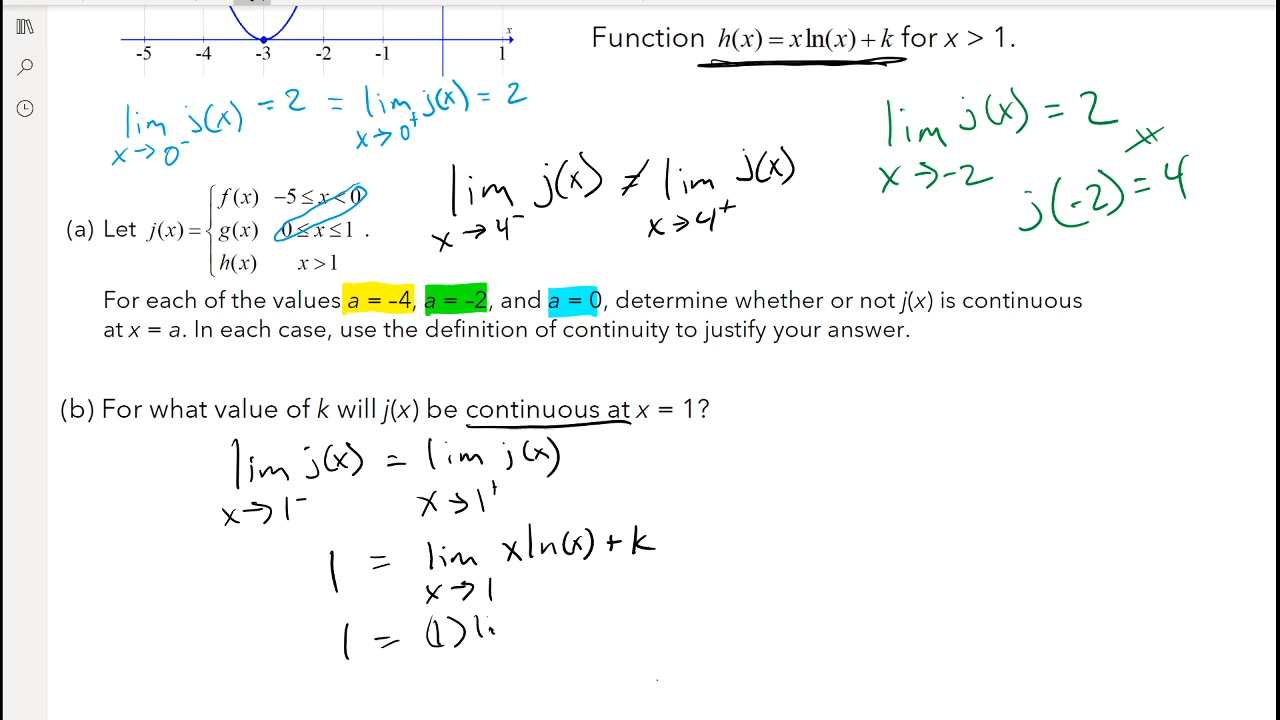 x
-5 -4 -3 -2 -1 1
Function h(x) = x ln(x) + k for x > 1.
lim j(x) = 2 = lim j(x) = 2
x→0⁻ x→0⁺
lim j(x) ≠ lim j(x)
x→4⁻ x→4⁺
lim j(x) = 2
x→-2
j(-2) = 4
f(x) -5 ≤ x < 0
(a) Let j(x) = { g(x) 0 ≤ x ≤ 1 .
h(x) x > 1
For each of the values a = -4, a = -2, and a = 0, determine whether or not j(x) is continuous
at x = a. In each case, use the definition of continuity to justify your answer.
(b) For what value of k will j(x) be continuous at x = 1?
lim j(x) = lim j(x)
x→1⁻ x→1⁺
1 = lim xln(x) + k
x→1
1 = (1) li